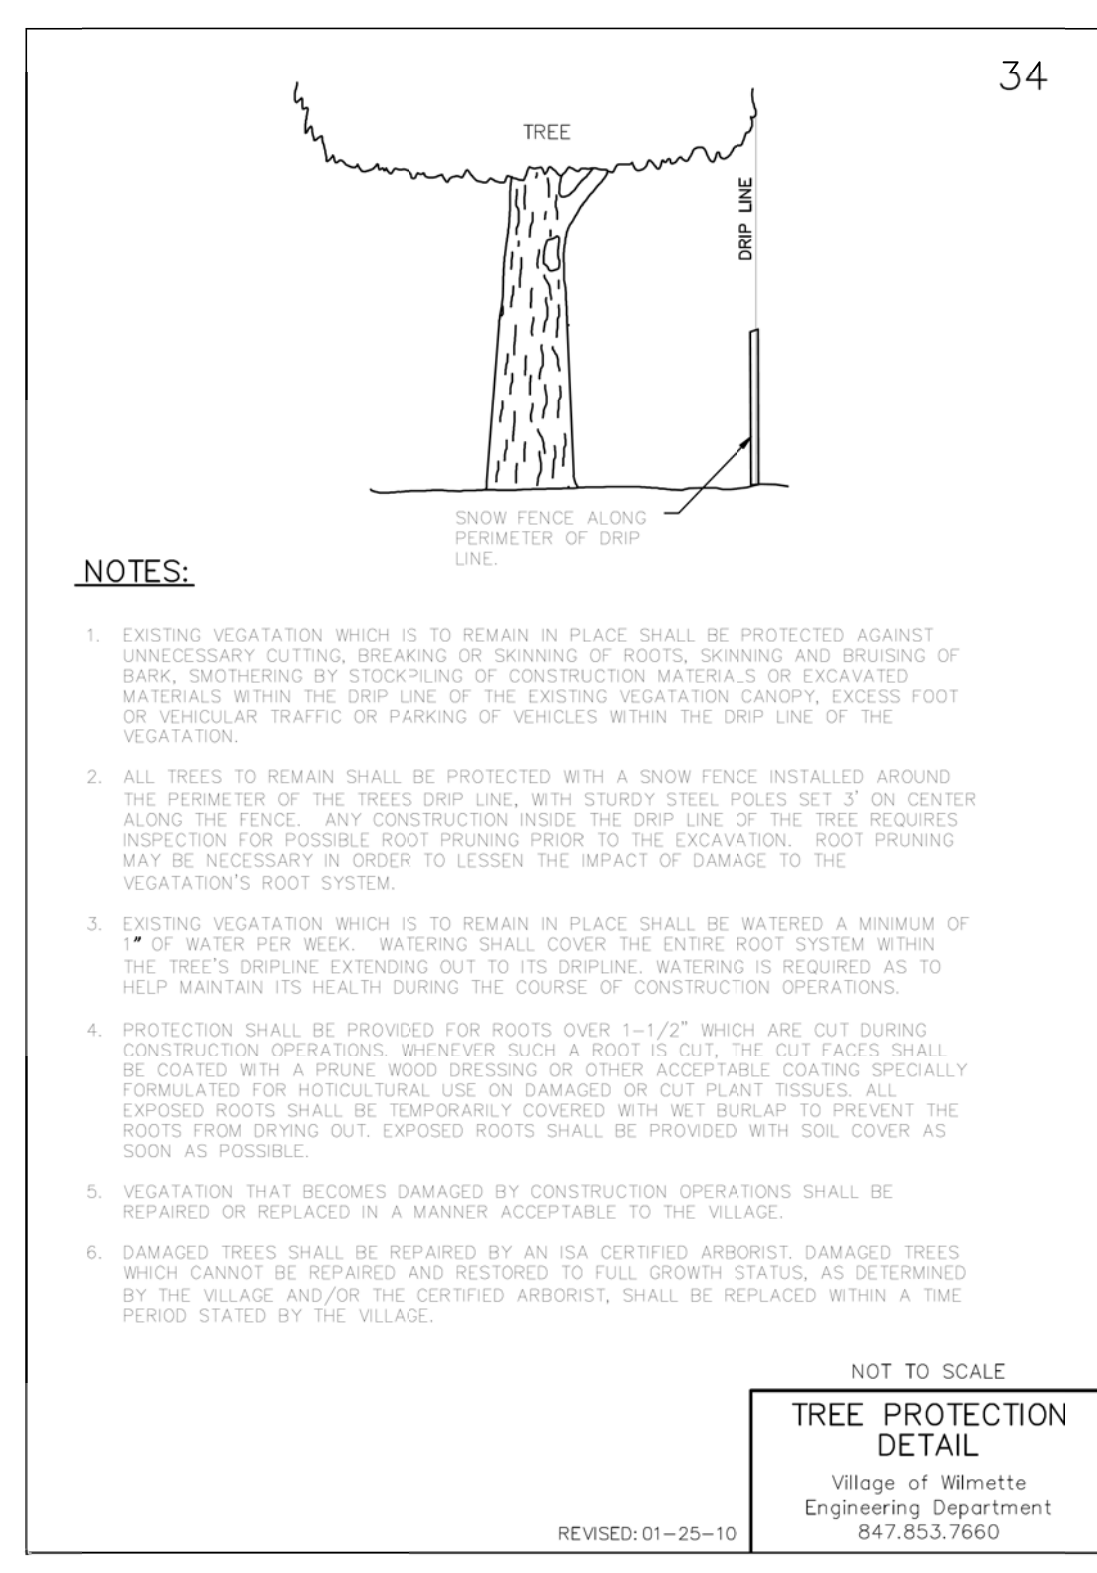 34
TREE
DRIP LINE
SNOW FENCE ALONG
PERIMETER OF DRIP
LINE.
NOTES:
1. EXISTING VEGATATION WHICH IS TO REMAIN IN PLACE SHALL BE PROTECTED AGAINST
UNNECESSARY CUTTING, BREAKING OR SKINNING OF ROOTS, SKINNING AND BRUISING OF
BARK, SMOTHERING BY STOCKPILING OF CONSTRUCTION MATERIALS OR EXCAVATED
MATERIALS WITHIN THE DRIP LINE OF THE EXISTING VEGATATION CANOPY, EXCESS FOOT
OR VEHICULAR TRAFFIC OR PARKING OF VEHICLES WITHIN THE DRIP LINE OF THE
VEGATATION.
2. ALL TREES TO REMAIN SHALL BE PROTECTED WITH A SNOW FENCE INSTALLED AROUND
THE PERIMETER OF THE TREES DRIP LINE, WITH STURDY STEEL POLES SET 3' ON CENTER
ALONG THE FENCE. ANY CONSTRUCTION INSIDE THE DRIP LINE OF THE TREE REQUIRES
INSPECTION FOR POSSIBLE ROOT PRUNING PRIOR TO THE EXCAVATION. ROOT PRUNING
MAY BE NECESSARY IN ORDER TO LESSEN THE IMPACT OF DAMAGE TO THE
VEGATATION'S ROOT SYSTEM.
3. EXISTING VEGATATION WHICH IS TO REMAIN IN PLACE SHALL BE WATERED A MINIMUM OF
1" OF WATER PER WEEK. WATERING SHALL COVER THE ENTIRE ROOT SYSTEM WITHIN
THE TREE'S DRIPLINE EXTENDING OUT TO ITS DRIPLINE. WATERING IS REQUIRED AS TO
HELP MAINTAIN ITS HEALTH DURING THE COURSE OF CONSTRUCTION OPERATIONS.
4. PROTECTION SHALL BE PROVIDED FOR ROOTS OVER 1-1/2" WHICH ARE CUT DURING
CONSTRUCTION OPERATIONS. WHENEVER SUCH A ROOT IS CUT, THE CUT FACES SHALL
BE COATED WITH A PRUNE WOOD DRESSING OR OTHER ACCEPTABLE COATING SPECIALLY
FORMULATED FOR HOTICULTURAL USE ON DAMAGED OR CUT PLANT TISSUES. ALL
EXPOSED ROOTS SHALL BE TEMPORARILY COVERED WITH WET BURLAP TO PREVENT THE
ROOTS FROM DRYING OUT. EXPOSED ROOTS SHALL BE PROVIDED WITH SOIL COVER AS
SOON AS POSSIBLE.
5. VEGATATION THAT BECOMES DAMAGED BY CONSTRUCTION OPERATIONS SHALL BE
REPAIRED OR REPLACED IN A MANNER ACCEPTABLE TO THE VILLAGE.
6. DAMAGED TREES SHALL BE REPAIRED BY AN ISA CERTIFIED ARBORIST. DAMAGED TREES
WHICH CANNOT BE REPAIRED AND RESTORED TO FULL GROWTH STATUS, AS DETERMINED
BY THE VILLAGE AND/OR THE CERTIFIED ARBORIST, SHALL BE REPLACED WITHIN A TIME
PERIOD STATED BY THE VILLAGE.
NOT TO SCALE
TREE PROTECTION
DETAIL
Village of Wilmette
Engineering Department
847.853.7660
REVISED: 01-25-10